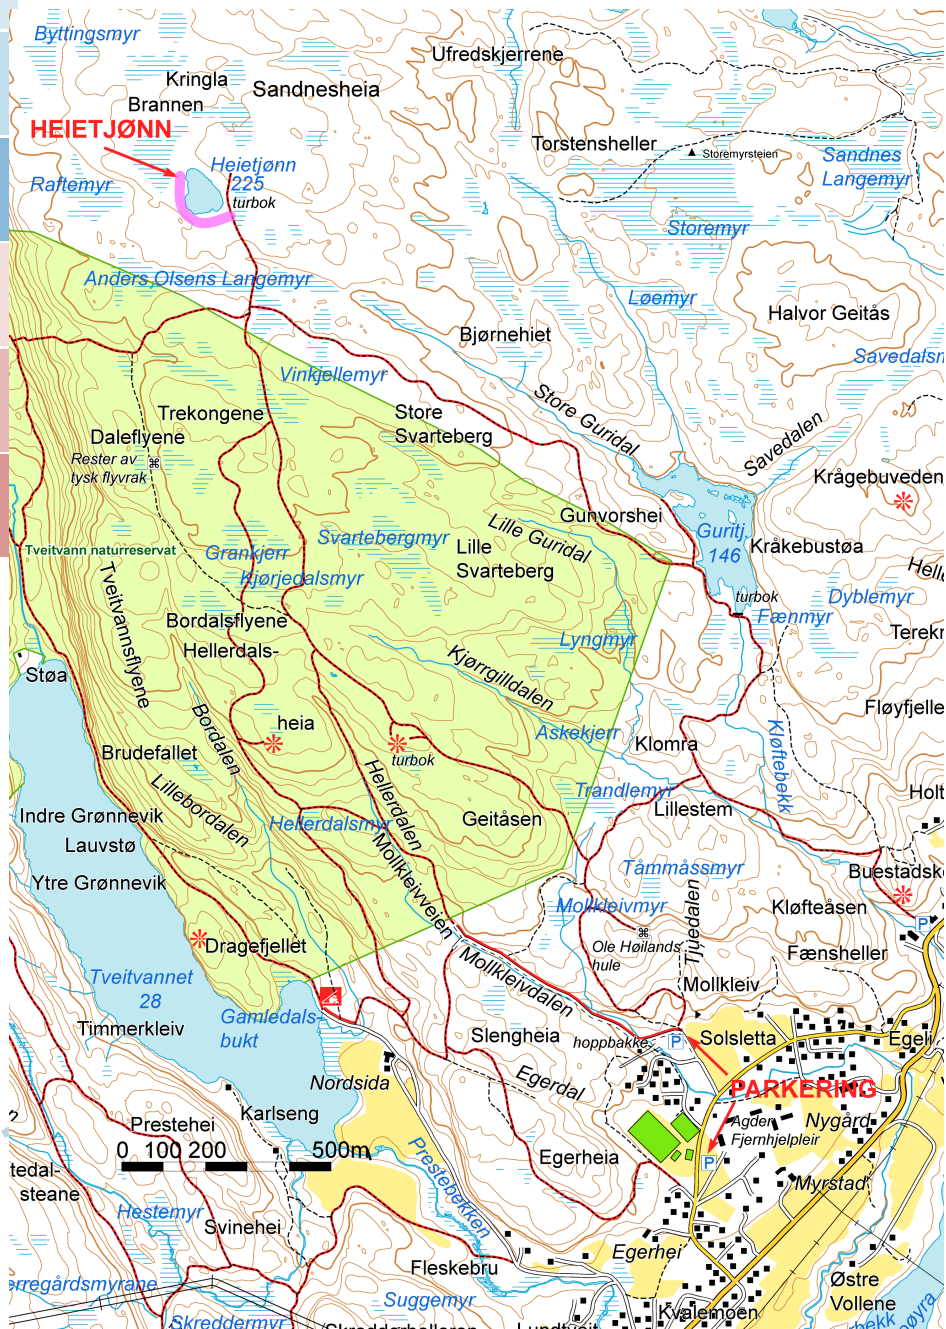 Byttingsmyr
Ufredskjerrene
Kringla
Sandnesheia
Brannen
HEIETJØNN
Torstensheller
Storemyrsteien
Sandnes
Langemyr
Heietjønn
225
turbok
Raftemyr
Storemyr
Anders Olsens Langemyr
Løemyr
Halvor Geitås
Bjørnehiet
Savedalsm
Vinkjellemyr
Store Guridal
Trekongene
Store
Svarteberg
Savedalen
Daleflyene
Rester av
tysk flyvrak
Krågebuveden
Gunvorshei
Lille Guridal
Guritj.
146
Svartebergmyr
Lille
Svarteberg
Kråkebustøa
Tveitvann naturreservat
Grankjerr
Kjørjedalsmyr
Helle
turbok
Dyblemyr
Fænmyr
Tveitvannsflyene
Bordalsflyene
Hellerdals-
heia
Lyngmyr
Terekr
Kjørrgilldalen
Støa
Fløyfjelle
Bordalen
Askekjerr
Klomra
Kløftebekk
Brudefallet
turbok
Lillebordalen
Hellerdalen
Trandlemyr
Holt
Indre Grønnevik
Hellerdalsmyr
Geitåsen
Lillestem
Lauvstø
Mollkleivveien
Ytre Grønnevik
Tåmmåssmyr
Buestadsko
Mollkleivmyr
Tjuedalen
Kløfteåsen
P
Dragefjellet
Ole Høilands
hule
Fænsheller
Tveitvannet
28
Mollkleivdalen
Mollkleiv
Gamledals-
bukt
Timmerkleiv
Slengheia
hoppbakke
P
Solsletta
Egeli
Nordsida
Egerdal
PARKERING
Karlseng
Prestehei
Agder
Fjernhjelpleir
Nygård
0 100 200 500m
Prestebekken
Egerheia
P
tedal-
steane
Myrstad
Hestemyr
Svinehei
Egerhei
Fleskebru
erregårdsmyrane
Suggemyr
Østre
Vollene
Kvalemoen
Skreddermyr
Lundtveit
bekk